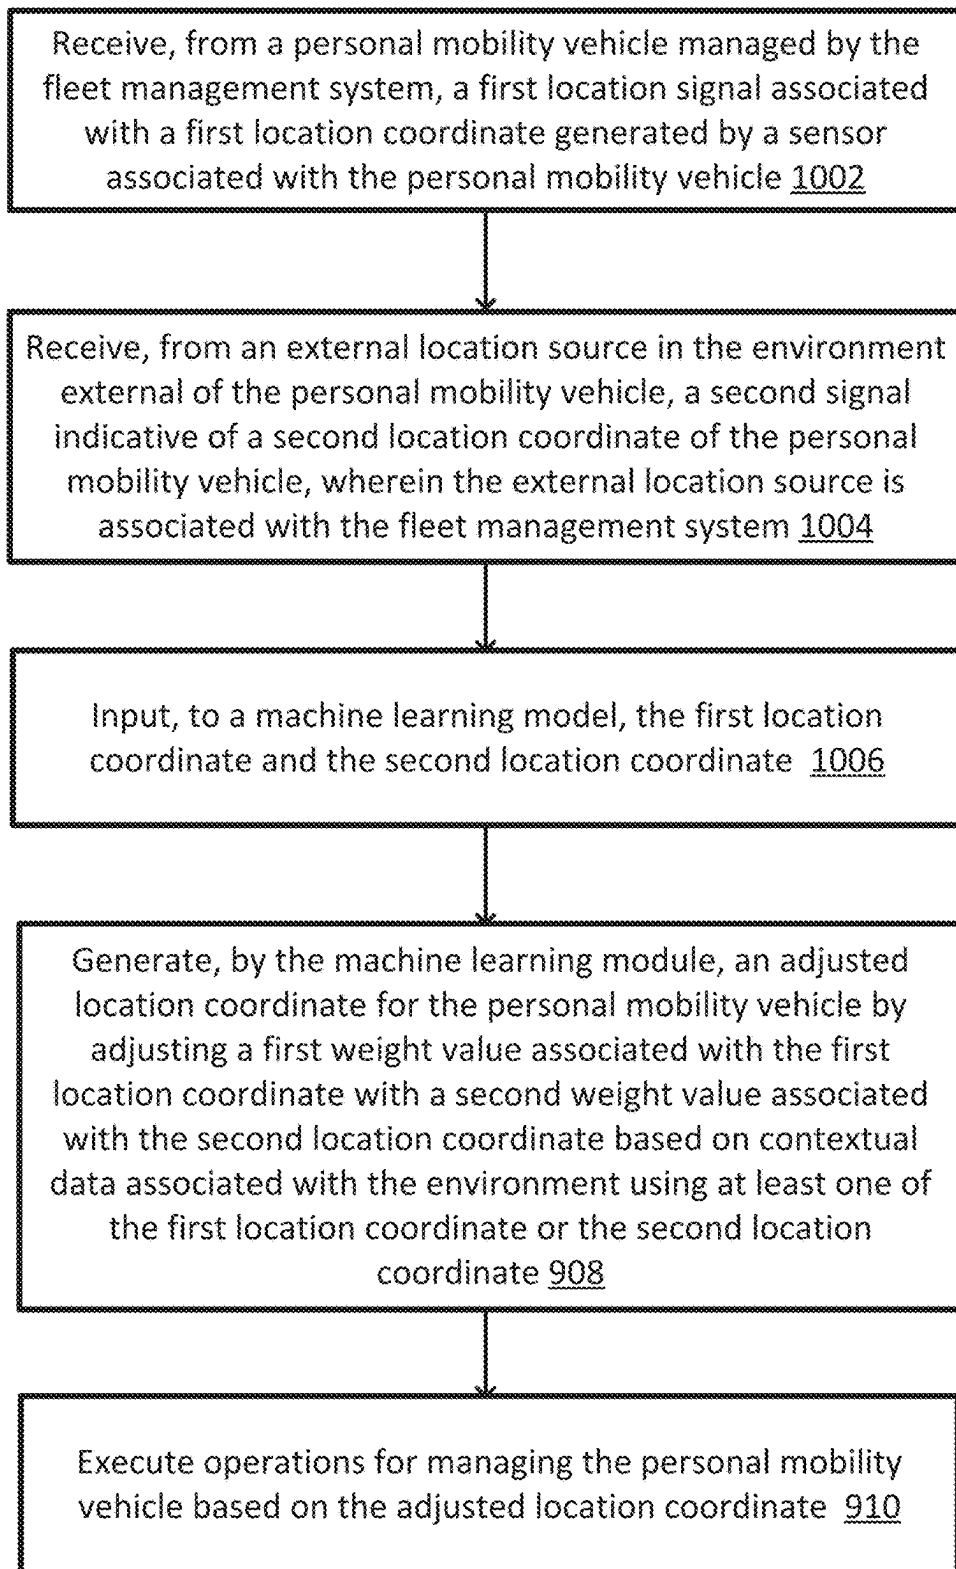 Receive, from a personal mobility vehicle managed by the
fleet management system, a first location signal associated
with a first location coordinate generated by a sensor
associated with the personal mobility vehicle 1002
Receive, from an external location source in the environment
external of the personal mobility vehicle, a second signal
indicative of a second location coordinate of the personal
mobility vehicle, wherein the external location source is
associated with the fleet management system 1004
Input, to a machine learning model, the first location
coordinate and the second location coordinate 1006
Generate, by the machine learning module, an adjusted
location coordinate for the personal mobility vehicle by
adjusting a first weight value associated with the first
location coordinate with a second weight value associated
with the second location coordinate based on contextual
data associated with the environment using at least one of
the first location coordinate or the second location
coordinate 908
Execute operations for managing the personal mobility
vehicle based on the adjusted location coordinate 910